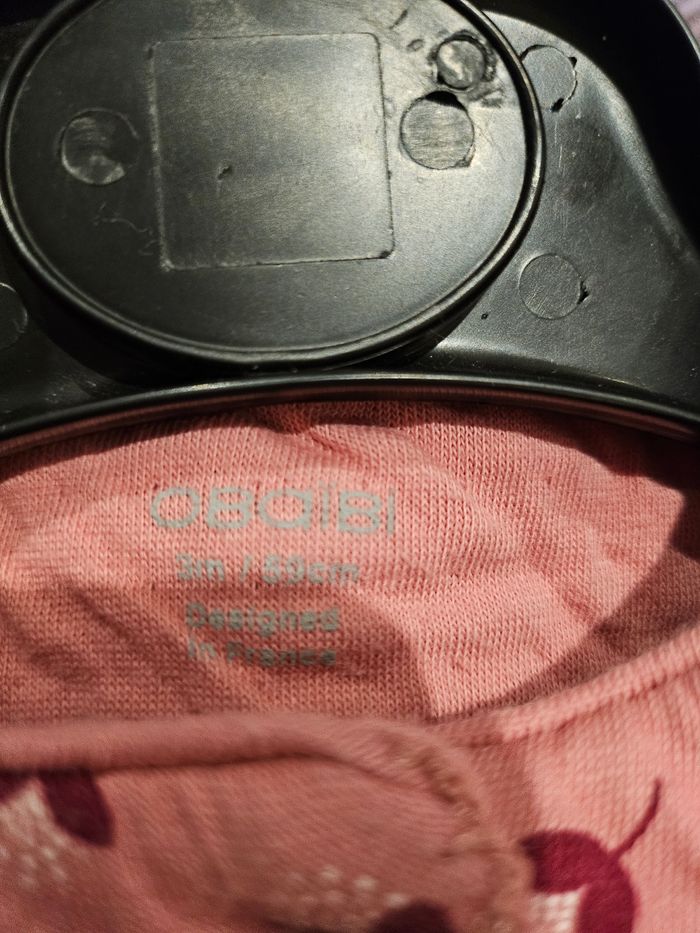 OBaïBI
3m / 59cm
Designed
in France